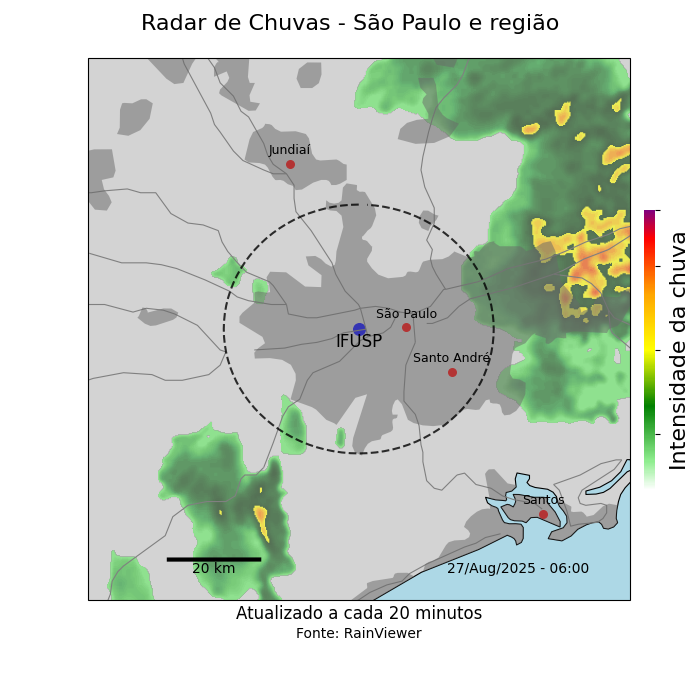 Radar de Chuvas - São Paulo e região
Jundiaí
São Paulo
IFUSP
Santo André
Santos
20 km
27/Aug/2025 - 06:00
Intensidade da chuva
Atualizado a cada 20 minutos
Fonte: RainViewer